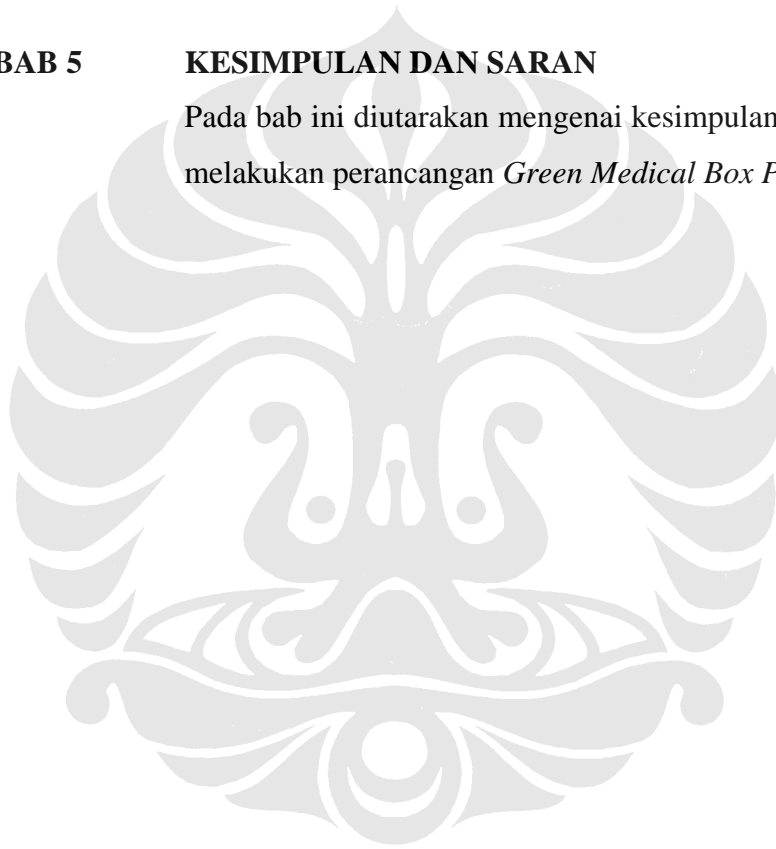 BAB 5 KESIMPULAN DAN SARAN
Pada bab ini diutarakan mengenai kesimpulan
melakukan perancangan Green Medical Box P